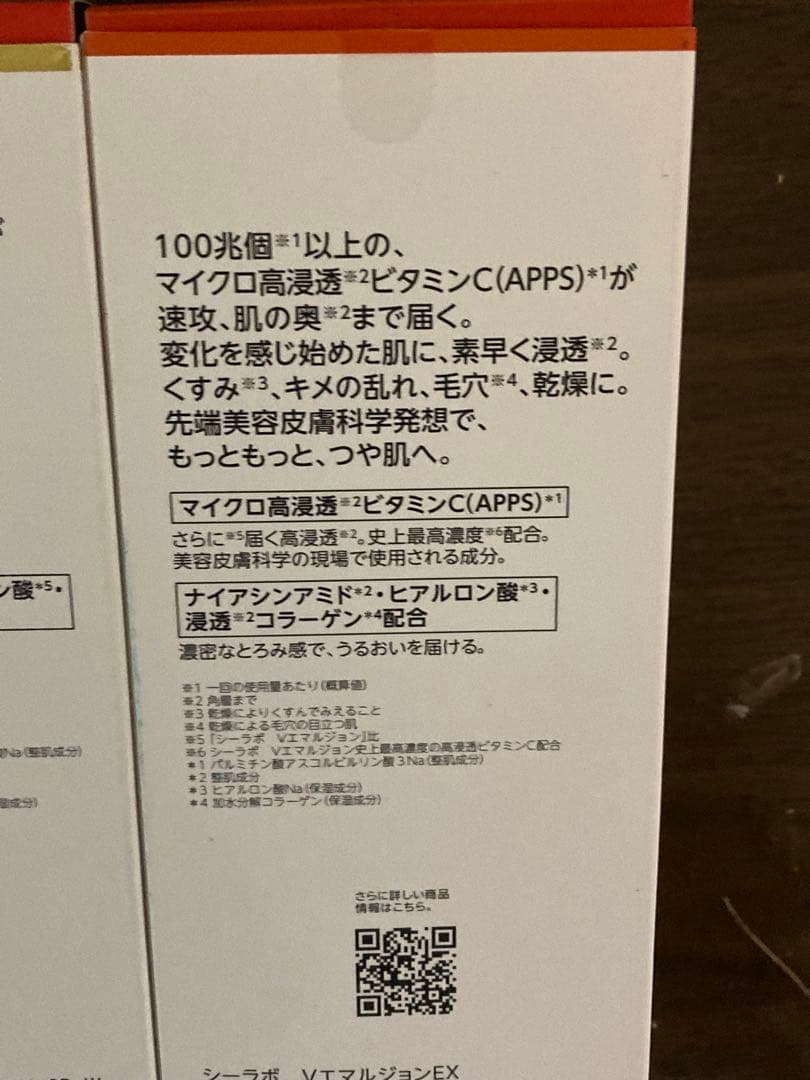 100兆個※1以上の、
マイクロ高浸透※2ビタミンC(APPS)*1が
速攻、肌の奥※2まで届く。
変化を感じ始めた肌に、素早く浸透※2。
くすみ※3、キメの乱れ、毛穴※4、乾燥に。
先端美容皮膚科学発想で、
もっともっと、つや肌へ。
マイクロ高浸透※2ビタミンC(APPS)*1
さらに※5届く高浸透※2。史上最高濃度※6配合。
美容皮膚科学の現場で使用される成分。
ナイアシンアミド*2・ヒアルロン酸*3・
浸透※2コラーゲン*4配合
濃密なとろみ感で、うるおいを届ける。
※1 一回の使用量あたり(概算値)
※2 角層まで
※3 乾燥によりくすんでみえること
※4 乾燥による毛穴の目立つ肌
※5「シーラボ Vエマルジョン」比
※6 シーラボ Vエマルジョン史上最高濃度の高浸透ビタミンC配合
*1 パルミチン酸アスコルビルリン酸3Na(整肌成分)
*2 整肌成分
*3 ヒアルロン酸Na(保湿成分)
*4 加水分解コラーゲン(保湿成分)
さらに詳しい商品
情報はこちら。
シーラボ VエマルジョンEX
ン酸*5・
Na(整肌成分)
湿成分)